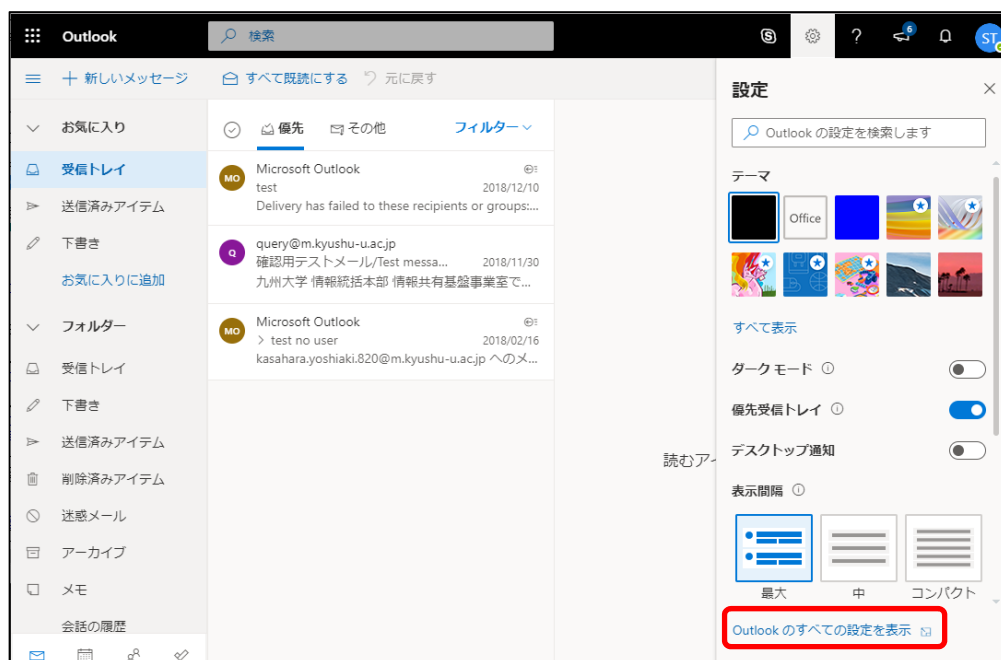 Outlook
検索
6
ST
新しいメッセージ
すべて既読にする
元に戻す
お気に入り
受信トレイ
送信済みアイテム
下書き
お気に入りに追加
フォルダー
受信トレイ
下書き
送信済みアイテム
削除済みアイテム
迷惑メール
アーカイブ
メモ
会話の履歴
優先 その他 フィルター
MO
Microsoft Outlook
test 2018/12/10
Delivery has failed to these recipients or groups:...
Q
query@m.kyushu-u.ac.jp
確認用テストメール/Test messa... 2018/11/30
九州大学 情報統括本部 情報共有基盤事業室で...
MO
Microsoft Outlook
> test no user 2018/02/16
kasahara.yoshiaki.820@m.kyushu-u.ac.jp へのメ...
読むア
設定
Outlook の設定を検索します
テーマ
Office
すべて表示
ダーク モード
優先受信トレイ
デスクトップ通知
表示間隔
最大 中 コンパクト
Outlook のすべての設定を表示